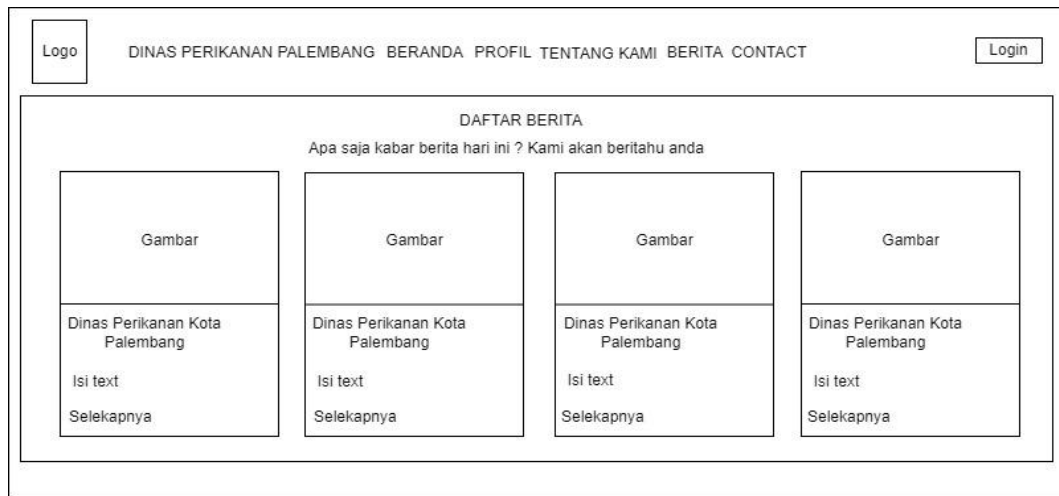 Logo
DINAS PERIKANAN PALEMBANG BERANDA PROFIL TENTANG KAMI BERITA CONTACT
Login
DAFTAR BERITA
Apa saja kabar berita hari ini ? Kami akan beritahu anda
Gambar
Dinas Perikanan Kota
Palembang
Isi text
Selekapnya
Gambar
Dinas Perikanan Kota
Palembang
Isi text
Selekapnya
Gambar
Dinas Perikanan Kota
Palembang
Isi text
Selekapnya
Gambar
Dinas Perikanan Kota
Palembang
Isi text
Selekapnya